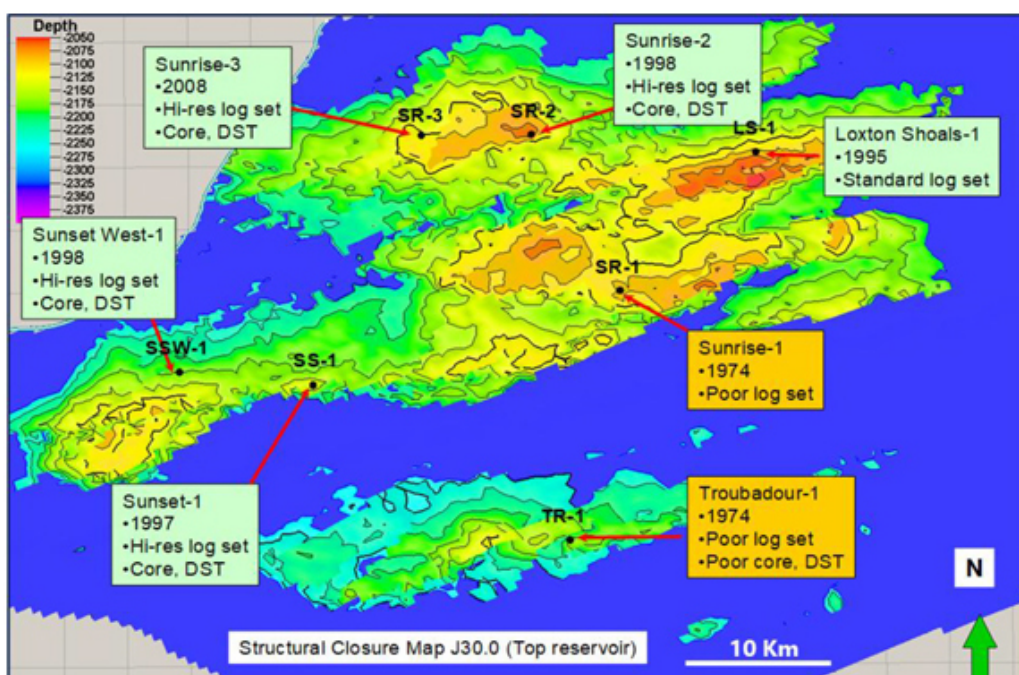 Depth
-2050
-2075
-2100
-2125
-2150
-2175
-2200
-2225
-2250
-2275
-2300
-2325
-2350
-2375
Sunrise-3
•2008
•Hi-res log set
•Core, DST
Sunrise-2
•1998
•Hi-res log set
•Core, DST
SR-3
SR-2
LS-1
Loxton Shoals-1
•1995
•Standard log set
Sunset West-1
•1998
•Hi-res log set
•Core, DST
SR-1
SSW-1
SS-1
Sunrise-1
•1974
•Poor log set
Sunset-1
•1997
•Hi-res log set
•Core, DST
TR-1
Troubadour-1
•1974
•Poor log set
•Poor core, DST
N
Structural Closure Map J30.0 (Top reservoir)
10 Km